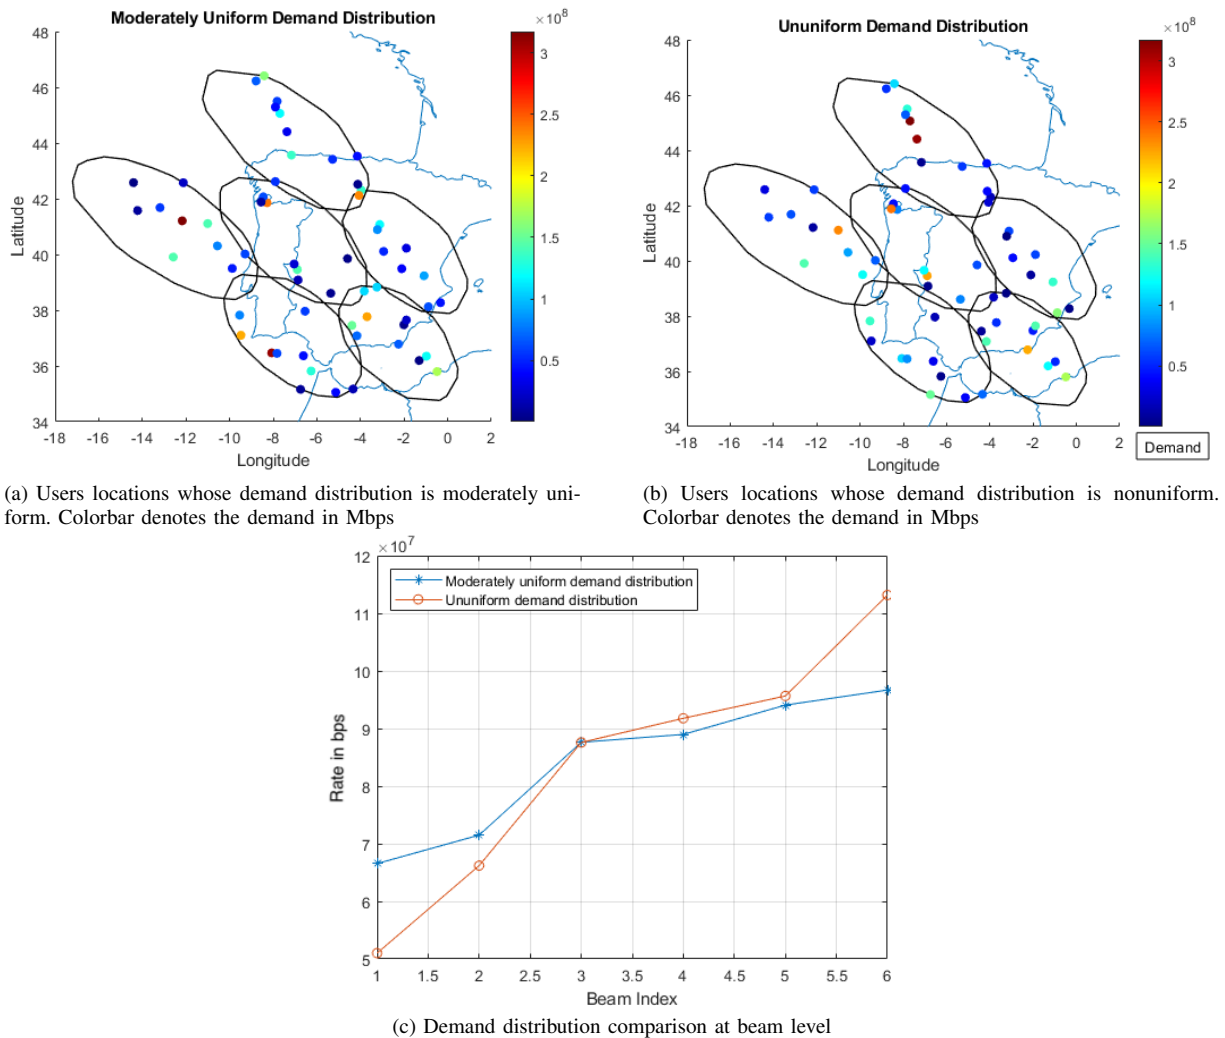 Moderately Uniform Demand Distribution
×10^8
48
46
44
42
40
38
36
34
Latitude
-18 -16 -14 -12 -10 -8 -6 -4 -2 0 2
Longitude
3
2.5
2
1.5
1
0.5
Ununiform Demand Distribution
×10^8
48
46
44
42
40
38
36
34
Latitude
-18 -16 -14 -12 -10 -8 -6 -4 -2 0 2
Longitude
3
2.5
2
1.5
1
0.5
Demand
(a) Users locations whose demand distribution is moderately uni-
form. Colorbar denotes the demand in Mbps
(b) Users locations whose demand distribution is nonuniform.
Colorbar denotes the demand in Mbps
×10^7
12
11
10
9
8
7
6
5
Rate in bps
Moderately uniform demand distribution
Ununiform demand distribution
1 1.5 2 2.5 3 3.5 4 4.5 5 5.5 6
Beam Index
(c) Demand distribution comparison at beam level